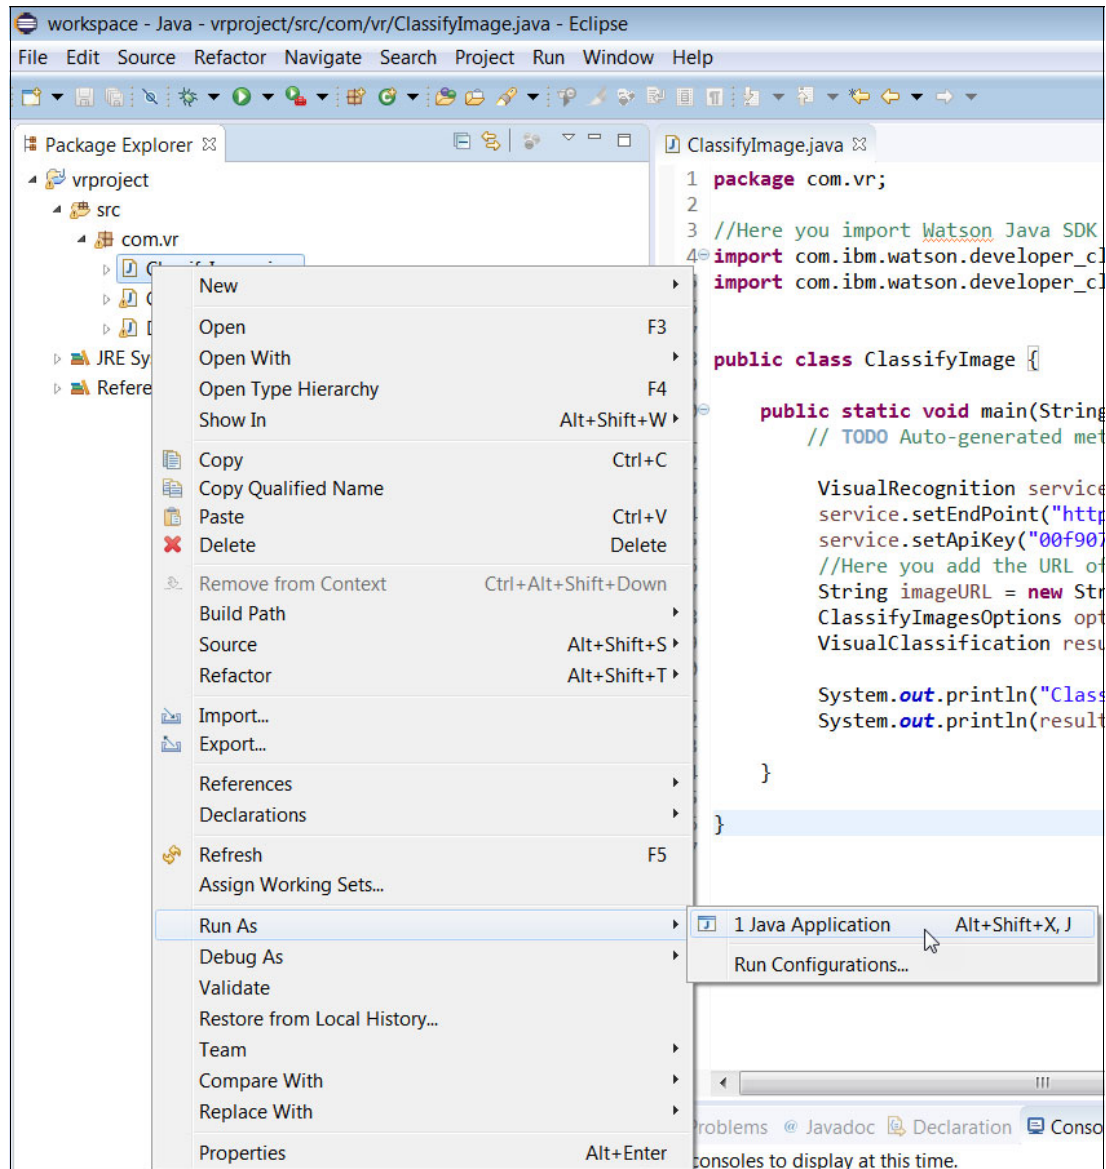 workspace - Java - vrproject/src/com/vr/ClassifyImage.java - Eclipse
File Edit Source Refactor Navigate Search Project Run Window Help
Package Explorer
vrproject
src
com.vr
JRE Sy
Refere
New
Open F3
Open With
Open Type Hierarchy F4
Show In Alt+Shift+W
Copy Ctrl+C
Copy Qualified Name
Paste Ctrl+V
Delete Delete
Remove from Context Ctrl+Alt+Shift+Down
Build Path
Source Alt+Shift+S
Refactor Alt+Shift+T
Import...
Export...
References
Declarations
Refresh F5
Assign Working Sets...
Run As
Debug As
Validate
Restore from Local History...
Team
Compare With
Replace With
Properties Alt+Enter
1 Java Application Alt+Shift+X, J
Run Configurations...
ClassifyImage.java
1 package com.vr;
2
3 //Here you import Watson Java SDK
4 import com.ibm.watson.developer_cl
import com.ibm.watson.developer_cl
public class ClassifyImage {
public static void main(String
// TODO Auto-generated met
VisualRecognition service
service.setEndPoint("http
service.setApiKey("00f907
//Here you add the URL of
String imageURL = new Str
ClassifyImagesOptions opt
VisualClassification resu
System.out.println("Class
System.out.println(result
}
}
roblems @ Javadoc Declaration Conso
consoles to display at this time.